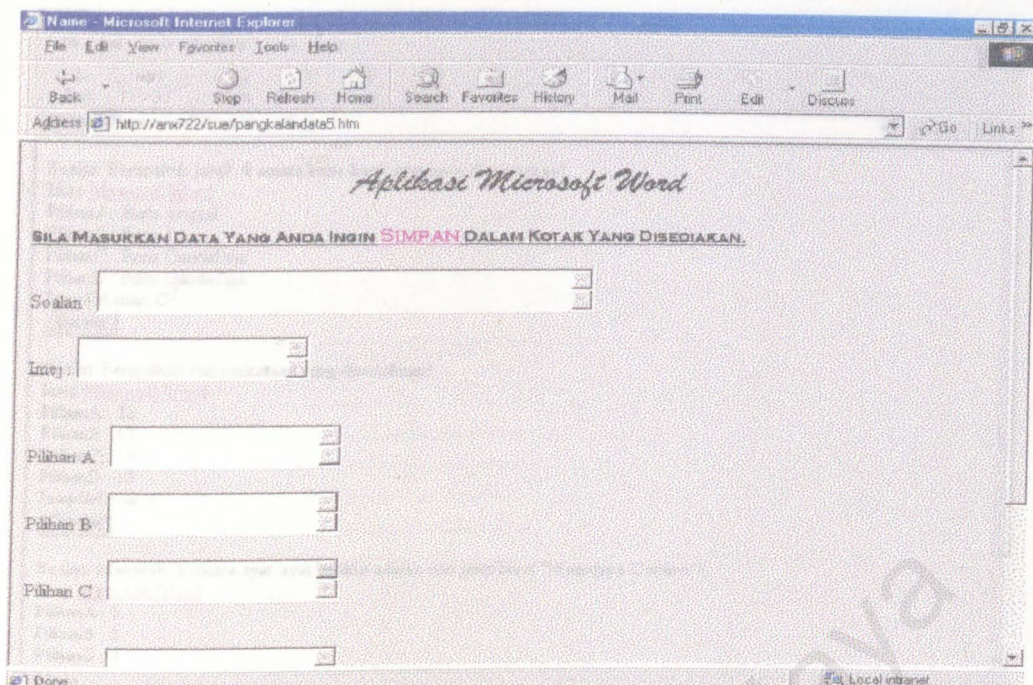 Name - Microsoft Internet Explorer
File Edit View Favorites Tools Help
Back Stop Refresh Home Search Favorites History Mail Print Edit Discuss
Address http://anx722/sue/pangkalandata5.htm Go Links »
Aplikasi Microsoft Word
SILA MASUKKAN DATA YANG ANDA INGIN SIMPAN DALAM KOTAK YANG DISEDIAKAN.
Soalan
Imej
Pilihan A
Pilihan B
Pilihan C
Done Local intranet